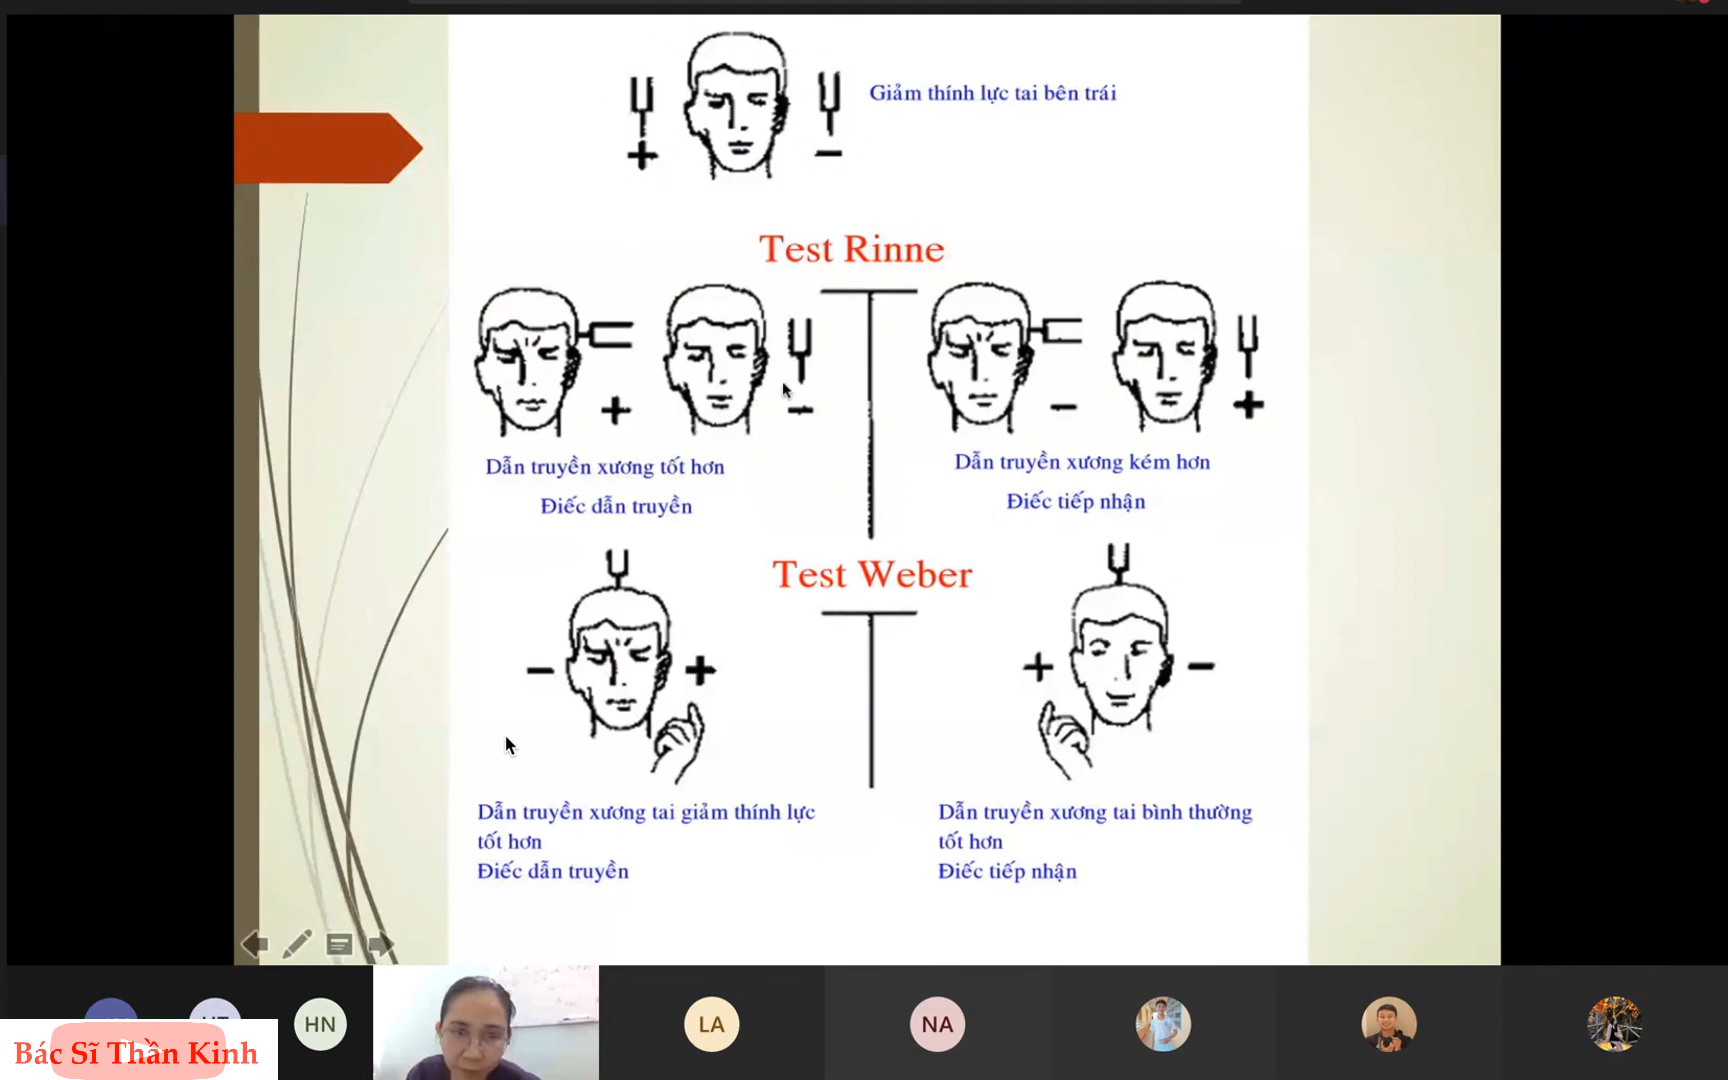 Giảm thính lực tai bên trái
+
−
Test Rinne
+
−
−
+
Dẫn truyền xương tốt hơn
Điếc dẫn truyền
Dẫn truyền xương kém hơn
Điếc tiếp nhận
Test Weber
−
+
+
−
Dẫn truyền xương tai giảm thính lực
tốt hơn
Điếc dẫn truyền
Dẫn truyền xương tai bình thường
tốt hơn
Điếc tiếp nhận
HN
LA
NA
Bác Sĩ Thần Kinh